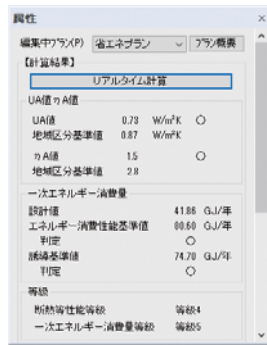 属性 ×
編集中プラン(P) 省エネプラン プラン概要
【計算結果】
リアルタイム計算
UA値ηA値
UA値 0.73 W/m²K ○
地域区分基準値 0.87 W/m²K
ηA値 1.5 ○
地域区分基準値 2.8
一次エネルギー消費量
設計値 41.86 GJ/年
エネルギー消費性能基準値 80.60 GJ/年
判定 ○
誘導基準値 74.70 GJ/年
判定 ○
等級
断熱等性能等級 等級4
一次エネルギー消費量等級 等級5